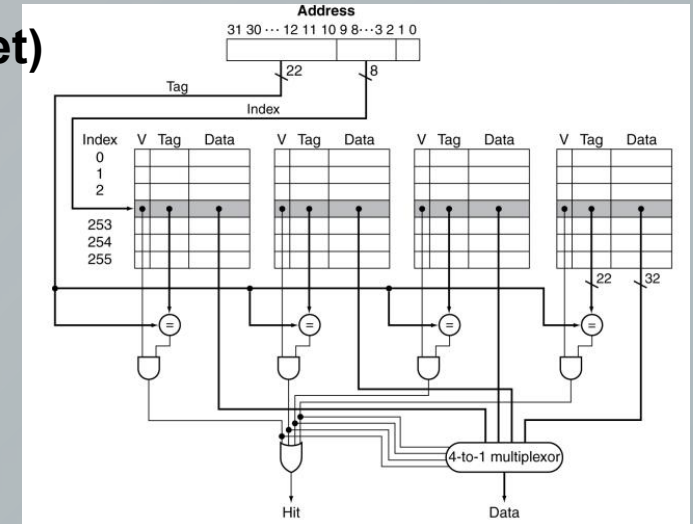 et)
Address
31 30 ··· 12 11 10 9 8···3 2 1 0
22
8
Tag
Index
Index V Tag Data V Tag Data V Tag Data V Tag Data
0
1
2
253
254
255
22 32
= = = =
4-to-1 multiplexor
Hit Data